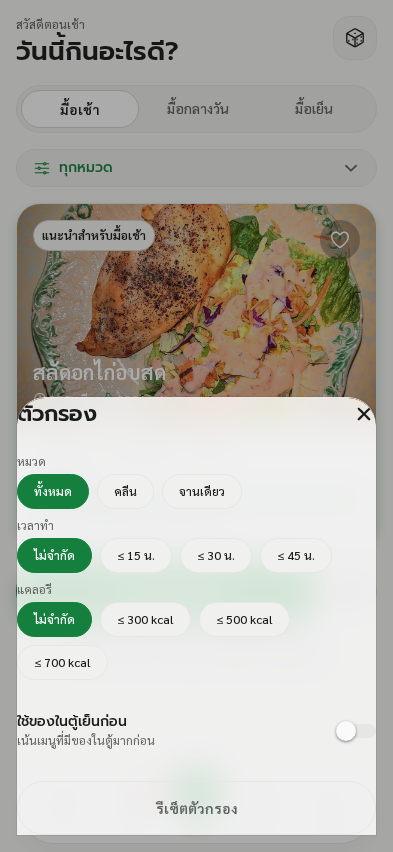 สวัสดีตอนเช้า
วันนี้กินอะไรดี?
มื้อเช้า
มื้อกลางวัน
มื้อเย็น
ทุกหมวด
แนะนำสำหรับมื้อเช้า
สลัดอกไก่อบสด
ตัวกรอง
หมวด
ทั้งหมด
คลีน
จานเดียว
เวลาทำ
ไม่จำกัด
≤ 15 น.
≤ 30 น.
≤ 45 น.
แคลอรี
ไม่จำกัด
≤ 300 kcal
≤ 500 kcal
≤ 700 kcal
ใช้ของในตู้เย็นก่อน
เน้นเมนูที่มีของในตู้มากก่อน
รีเซ็ตตัวกรอง